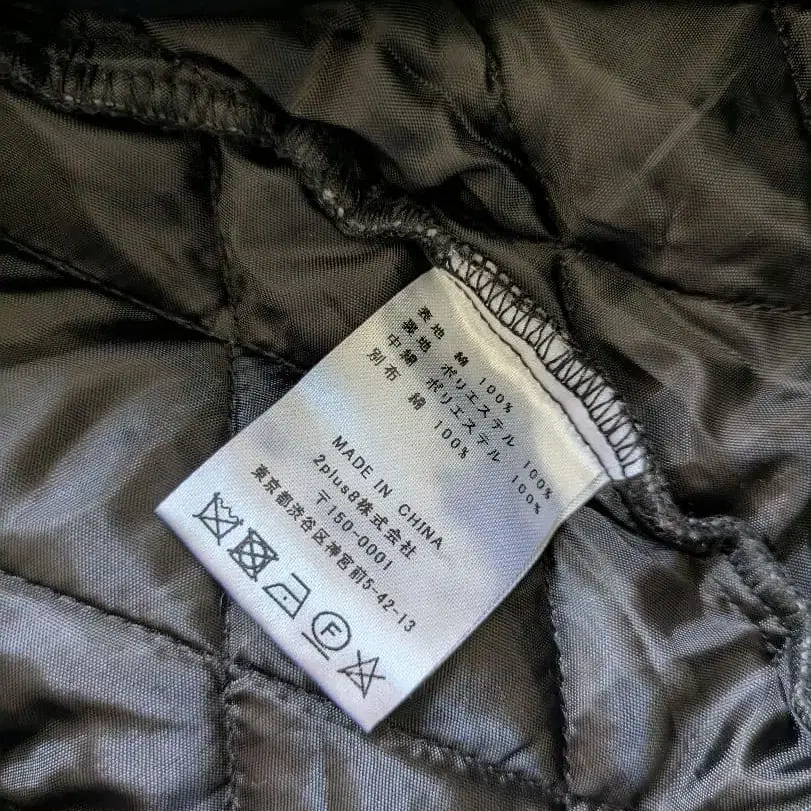 表地 綿 100%
裏地 ポリエステル 100%
中綿 ポリエステル 100%
別布 綿 100%
MADE IN CHINA
2plus8株式会社
〒150-0001
東京都渋谷区神宮前5-42-13
F